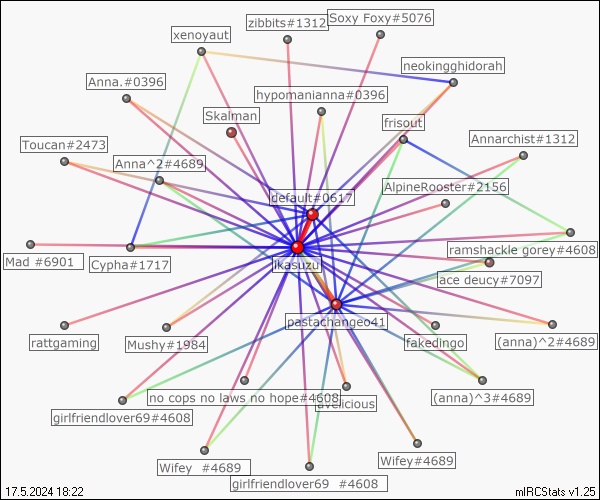 Soxy Foxy#5076
zibbits#1312
xenoyaut
neokingghidorah
Anna.#0396
hypomanianna#0396
Skalman
frisout
Annarchist#1312
Toucan#2473
Anna^2#4689
AlpineRooster#2156
default#0617
ramshackle gorey#4608
Mad #6901
Cypha#1717
ikasuzu
ace deucy#7097
pastachangeo41
rattgaming
Mushy#1984
fakedingo
(anna)^2#4689
no cops no laws no hope#4608
avelicious
(anna)^3#4689
girlfriendlover69#4608
Wifey #4689
Wifey#4689
girlfriendlover69 #4608
17.5.2024 18:22
mIRCStats v1.25